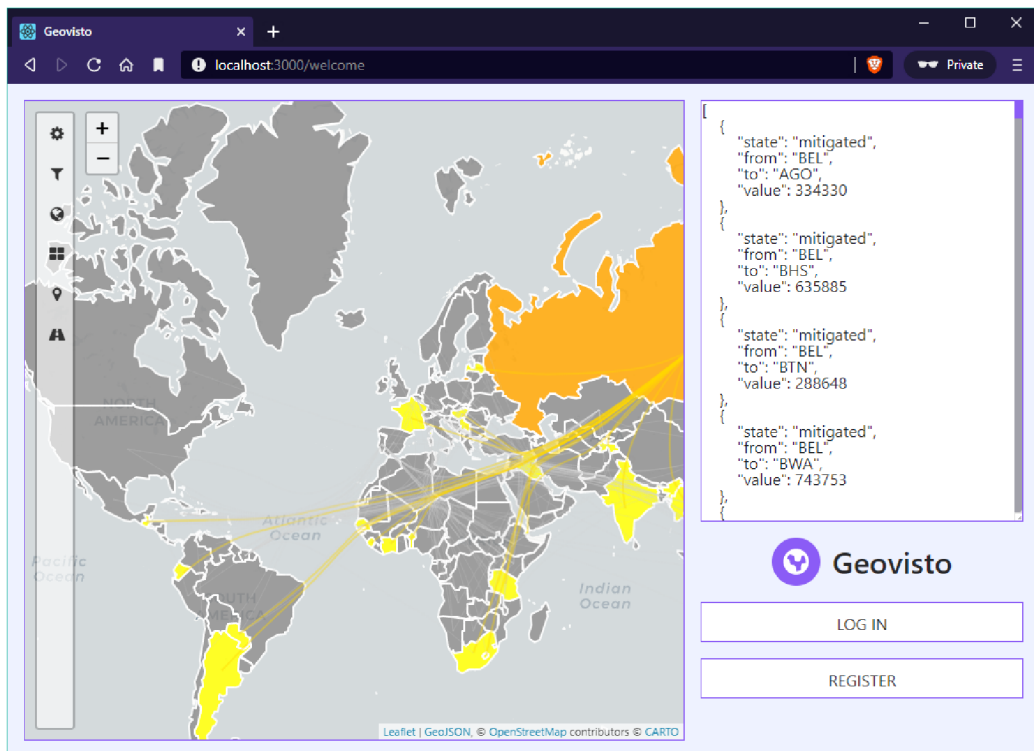 Geovisto
localhost:3000/welcome
Private
+
−
NORTH
AMERICA
Atlantic
Ocean
Pacific
Ocean
SOUTH
AMERICA
Indian
Ocean
Leaflet | GeoJSON, © OpenStreetMap contributors © CARTO
[
{
"state": "mitigated",
"from": "BEL",
"to": "AGO",
"value": 334330
},
{
"state": "mitigated",
"from": "BEL",
"to": "BHS",
"value": 635885
},
{
"state": "mitigated",
"from": "BEL",
"to": "BTN",
"value": 288648
},
{
"state": "mitigated",
"from": "BEL",
"to": "BWA",
"value": 743753
},
{
Geovisto
LOG IN
REGISTER